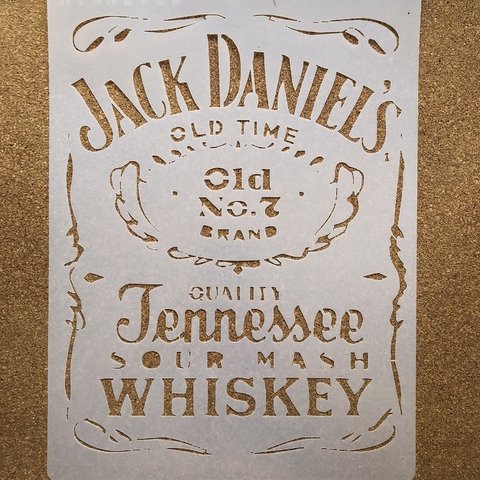 JACK DANIEL'S
OLD TIME
Old
No.7
BRAND
QUALITY
Tennessee
SOUR MASH
WHISKEY